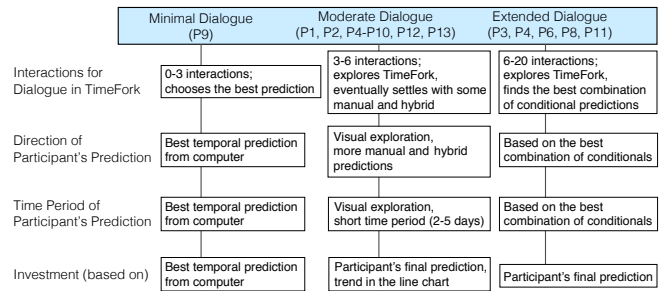 Minimal Dialogue
(P9)
Moderate Dialogue
(P1, P2, P4-P10, P12, P13)
Extended Dialogue
(P3, P4, P6, P8, P11)
Interactions for
Dialogue in TimeFork
0-3 interactions;
chooses the best prediction
3-6 interactions;
explores TimeFork,
eventually settles with some
manual and hybrid
6-20 interactions;
explores TimeFork,
finds the best combination
of conditional predictions
Direction of
Participant's Prediction
Best temporal prediction
from computer
Visual exploration,
more manual and hybrid
predictions
Based on the best
combination of conditionals
Time Period of
Participant's Prediction
Best temporal prediction
from computer
Visual exploration,
short time period (2-5 days)
Based on the best
combination of conditionals
Investment (based on)
Best temporal prediction
from computer
Participant's final prediction,
trend in the line chart
Participant's final prediction